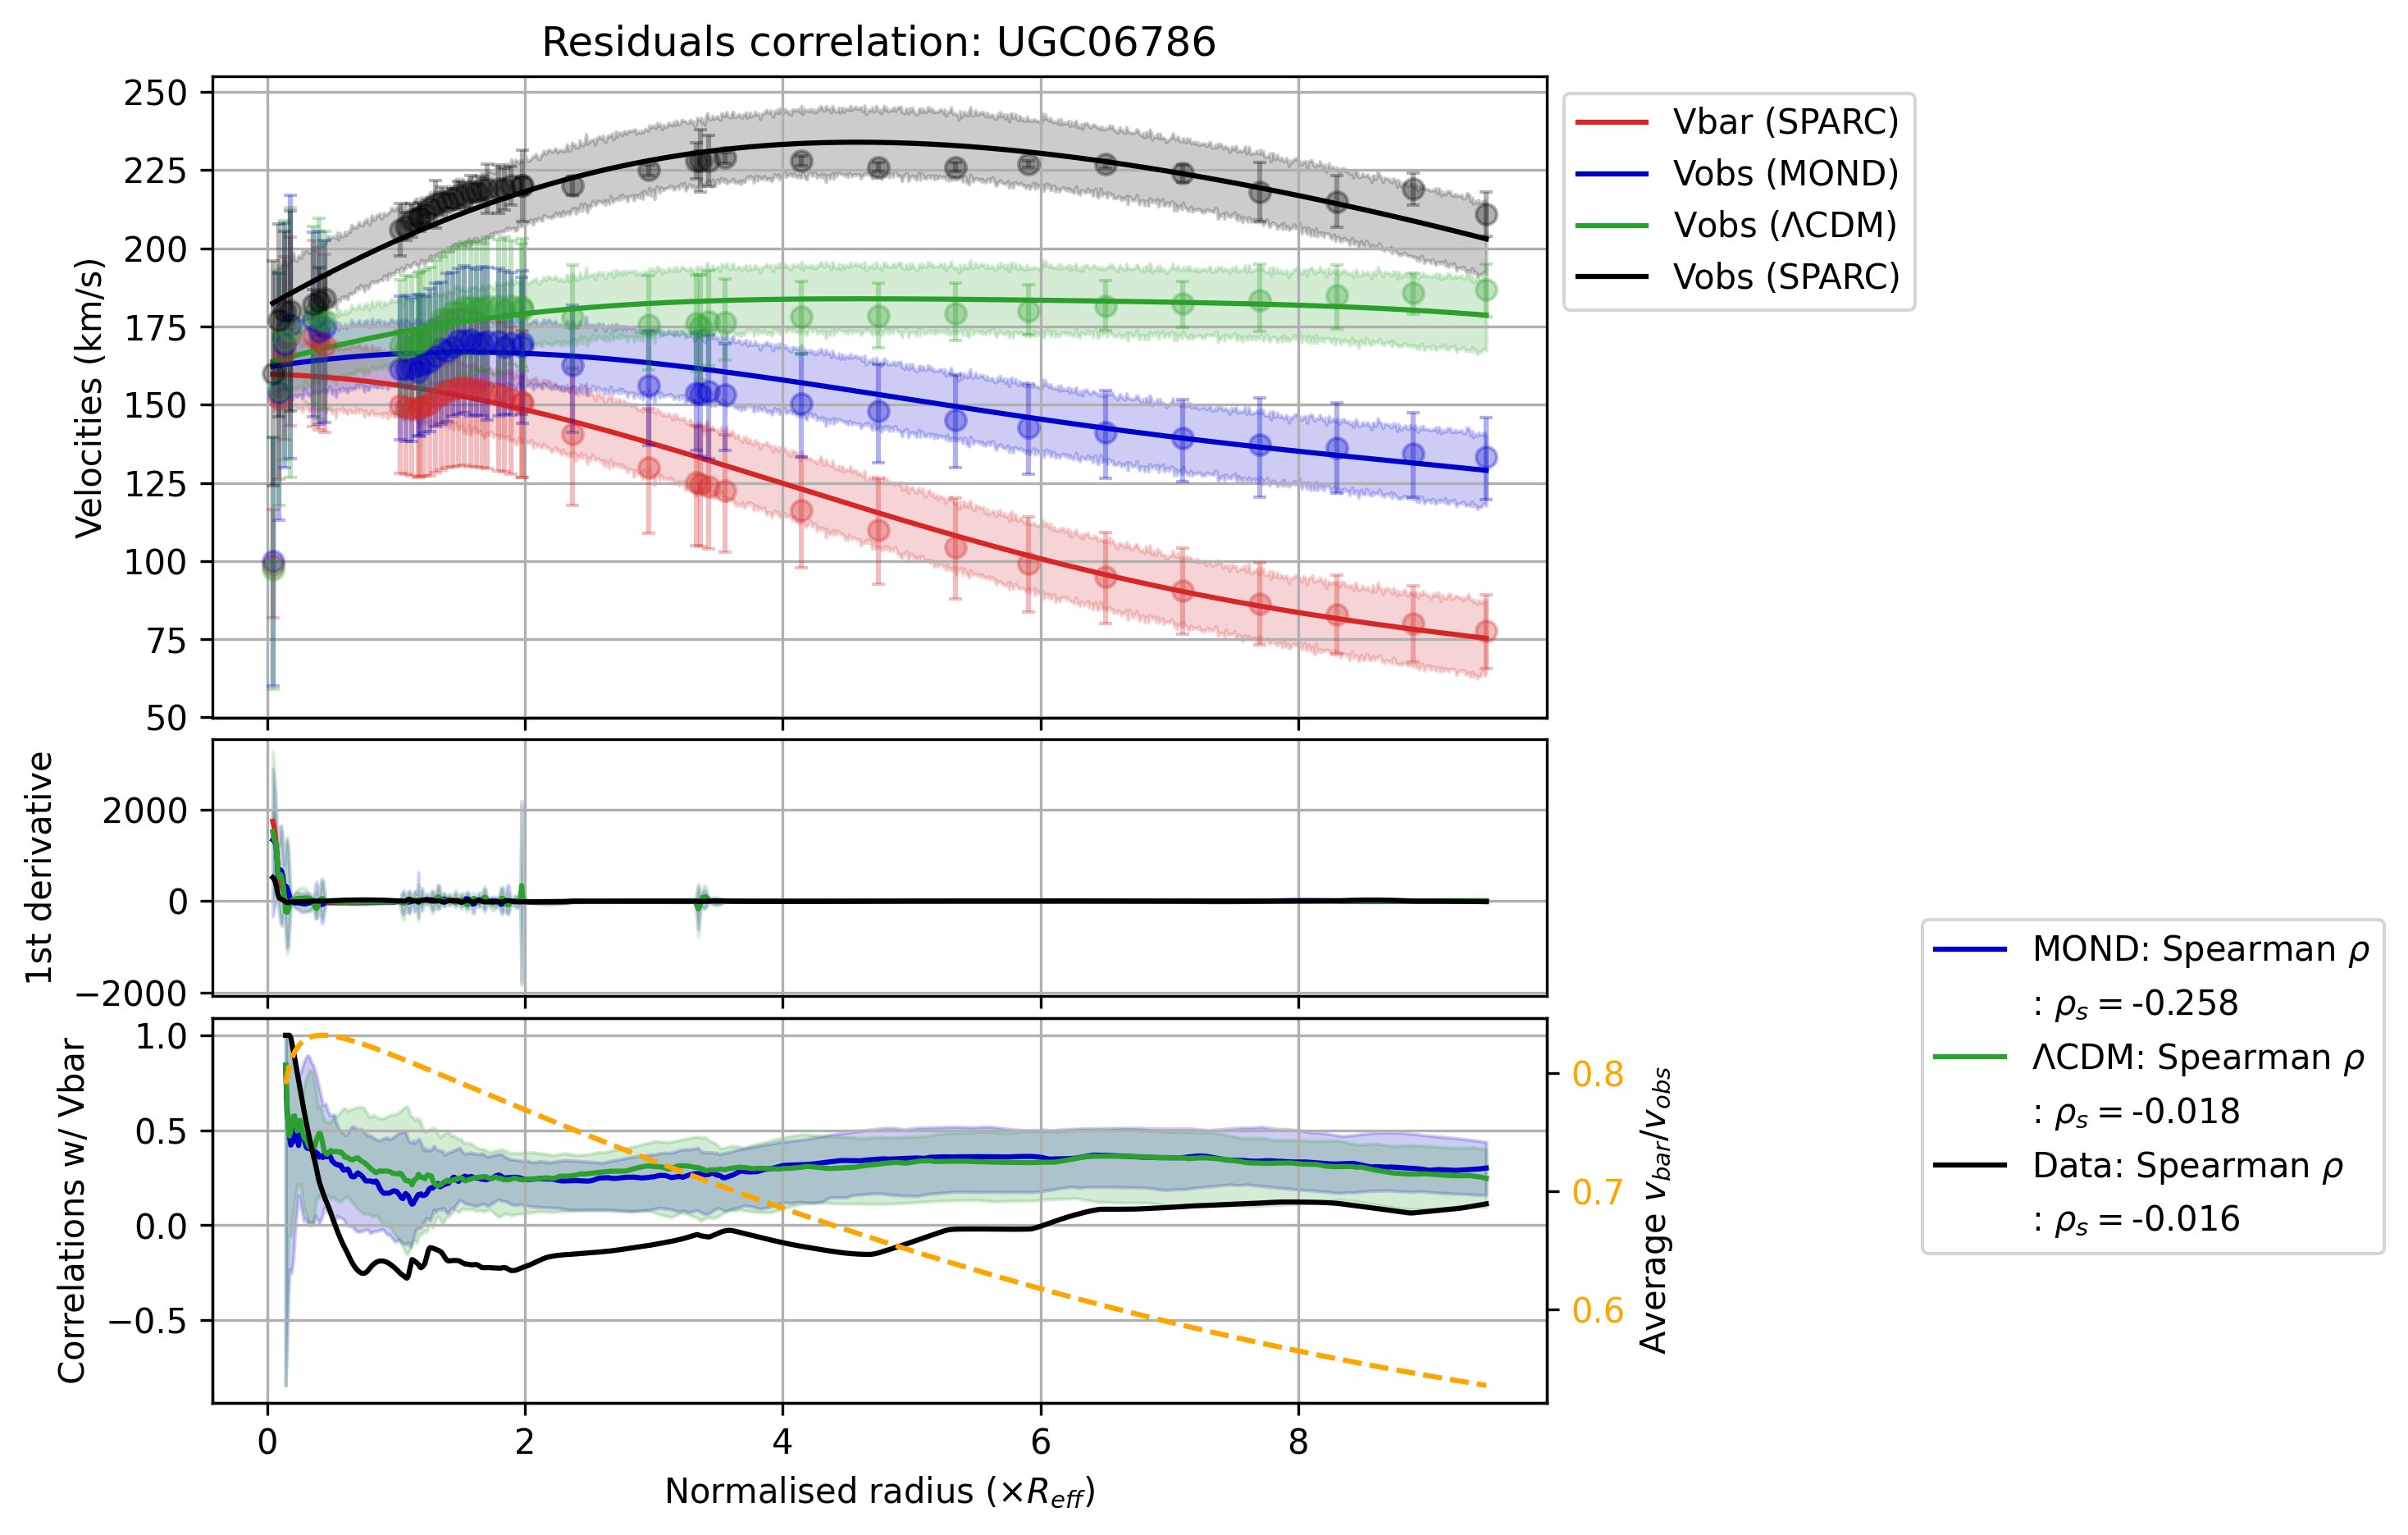 Residuals correlation: UGC06786
Velocities (km/s)
250
225
200
175
150
125
100
75
50
Vbar (SPARC)
Vobs (MOND)
Vobs (ΛCDM)
Vobs (SPARC)
1st derivative
2000
0
−2000
Correlations w/ Vbar
1.0
0.5
0.0
−0.5
0.8
0.7
0.6
Average v_bar/v_obs
MOND: Spearman ρ
: ρ_s = -0.258
ΛCDM: Spearman ρ
: ρ_s = -0.018
Data: Spearman ρ
: ρ_s = -0.016
0 2 4 6 8
Normalised radius (×R_eff)